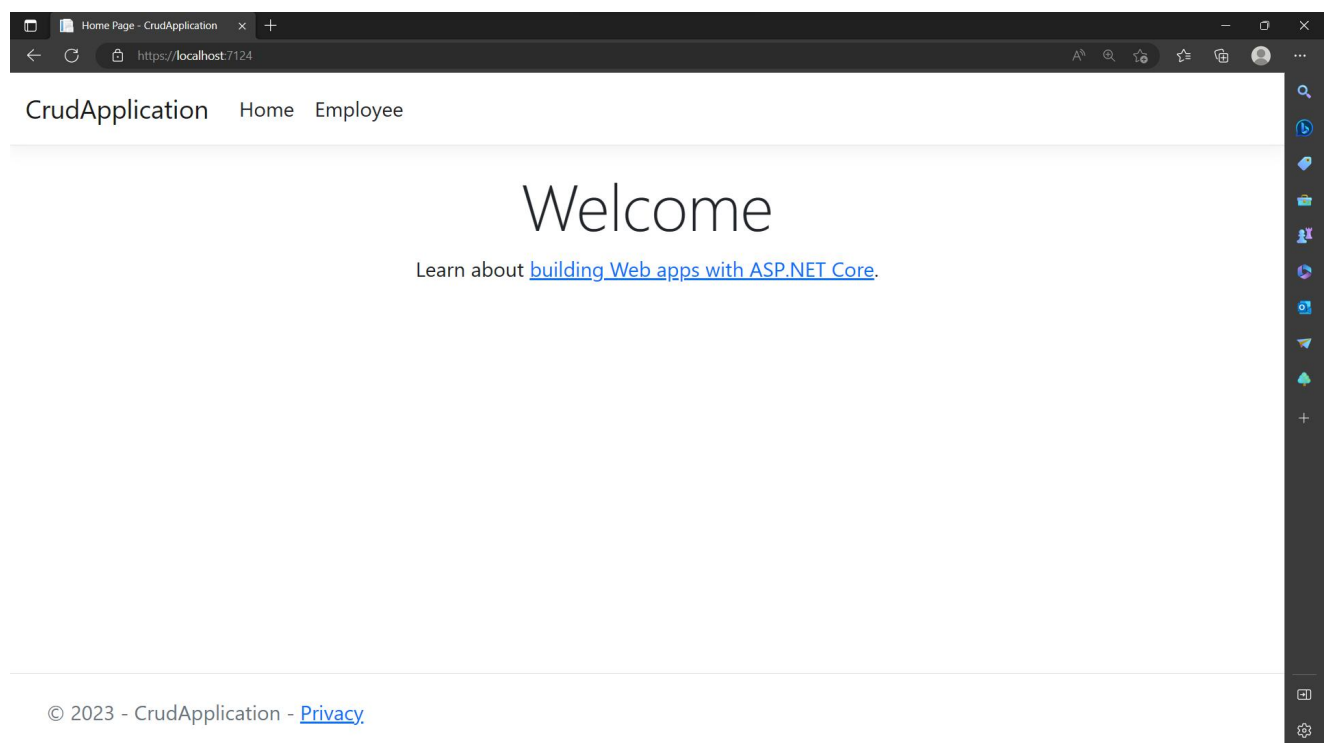 Home Page - CrudApplication
https://localhost:7124
CrudApplication Home Employee
Welcome
Learn about building Web apps with ASP.NET Core.
© 2023 - CrudApplication - Privacy